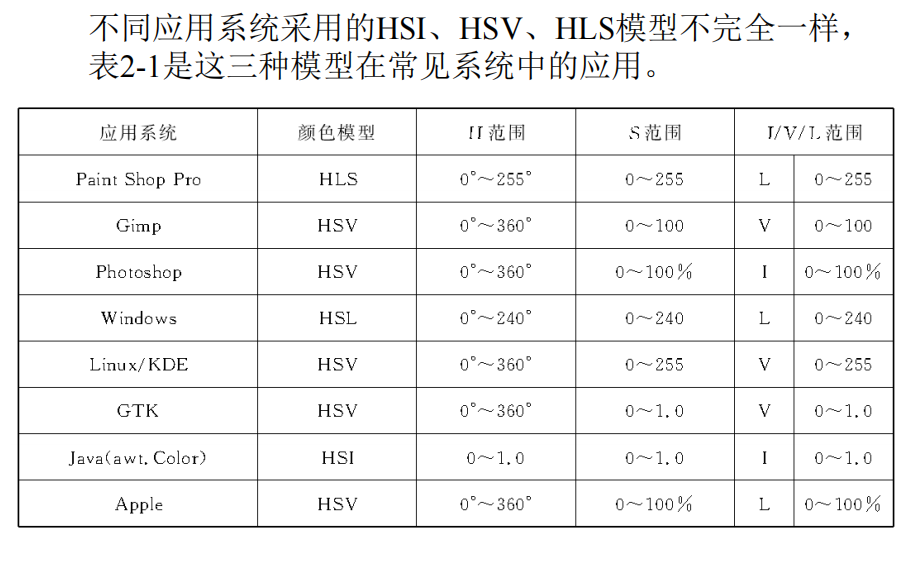 不同应用系统采用的HSI、HSV、HLS模型不完全一样，
表2-1是这三种模型在常见系统中的应用。
应用系统 颜色模型 H 范围 S 范围 I/V/L 范围
Paint Shop Pro HLS 0°～255° 0～255 L 0～255
Gimp HSV 0°～360° 0～100 V 0～100
Photoshop HSV 0°～360° 0～100% I 0～100%
Windows HSL 0°～240° 0～240 L 0～240
Linux/KDE HSV 0°～360° 0～255 V 0～255
GTK HSV 0°～360° 0～1.0 V 0～1.0
Java(awt.Color) HSI 0～1.0 0～1.0 I 0～1.0
Apple HSV 0°～360° 0～100% L 0～100%